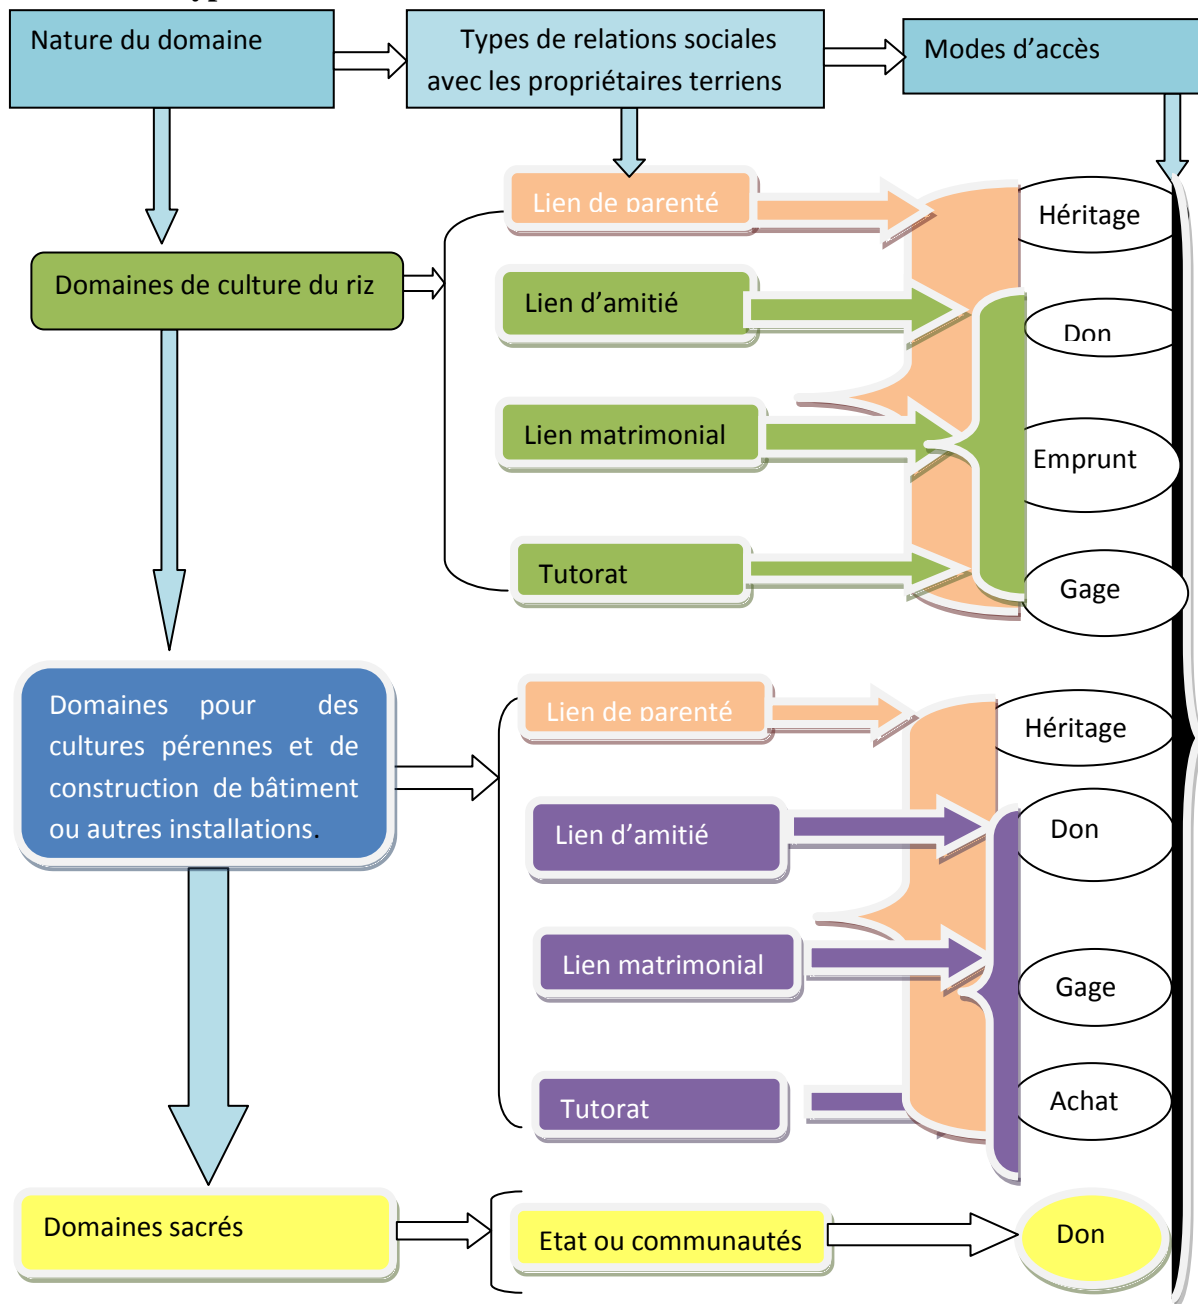 Nature du domaine
Types de relations sociales
avec les propriétaires terriens
Modes d’accès
Lien de parenté
Héritage
Domaines de culture du riz
Lien d’amitié
Don
Lien matrimonial
Emprunt
Tutorat
Gage
Domaines pour des
cultures pérennes et de
construction de bâtiment
ou autres installations.
Lien de parenté
Héritage
Lien d’amitié
Don
Lien matrimonial
Gage
Tutorat
Achat
Domaines sacrés
Etat ou communautés
Don